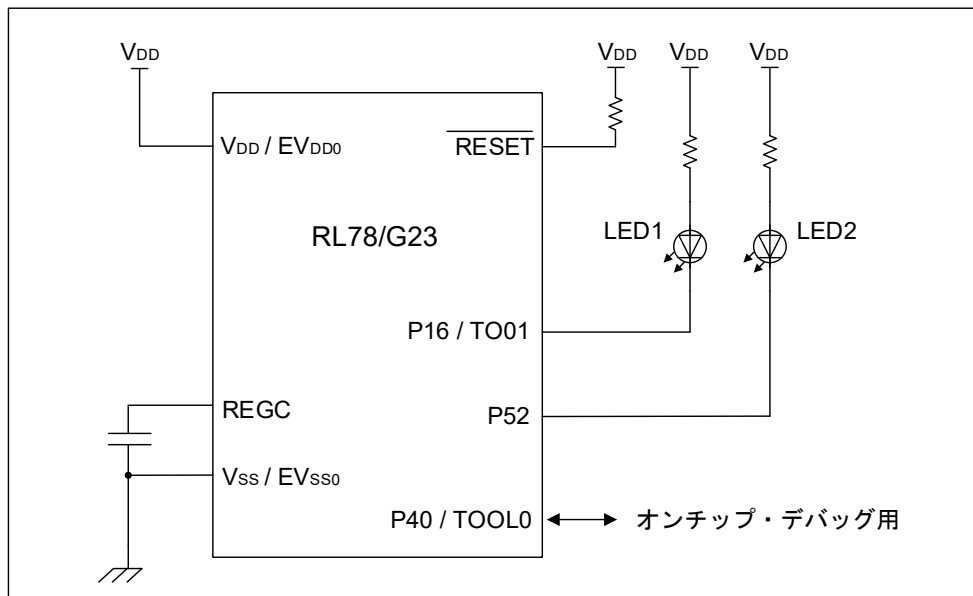 VDD
VDD
VDD
VDD
VDD / EVDD0
RESET
RL78/G23
LED1
LED2
P16 / TO01
REGC
P52
VSS / EVSS0
P40 / TOOL0
オンチップ・デバッグ用